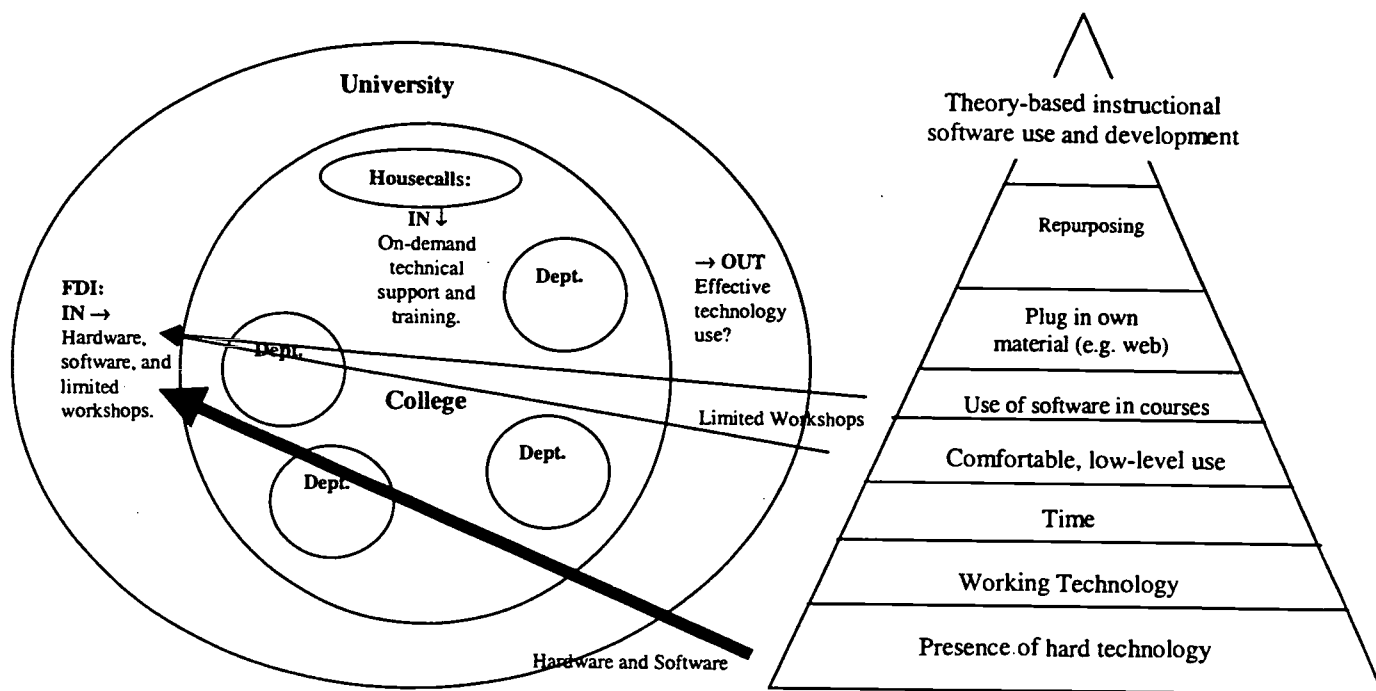 University
Housecalls:
IN ↓
On-demand
technical
support and
training.
Dept.
→ OUT
Effective
technology
use?
FDI:
IN →
Hardware,
software, and
limited
workshops.
Dept.
College
Dept.
Dept.
Limited Workshops
Hardware and Software
Theory-based instructional
software use and development
Repurposing
Plug in own
material (e.g. web)
Use of software in courses
Comfortable, low-level use
Time
Working Technology
Presence of hard technology